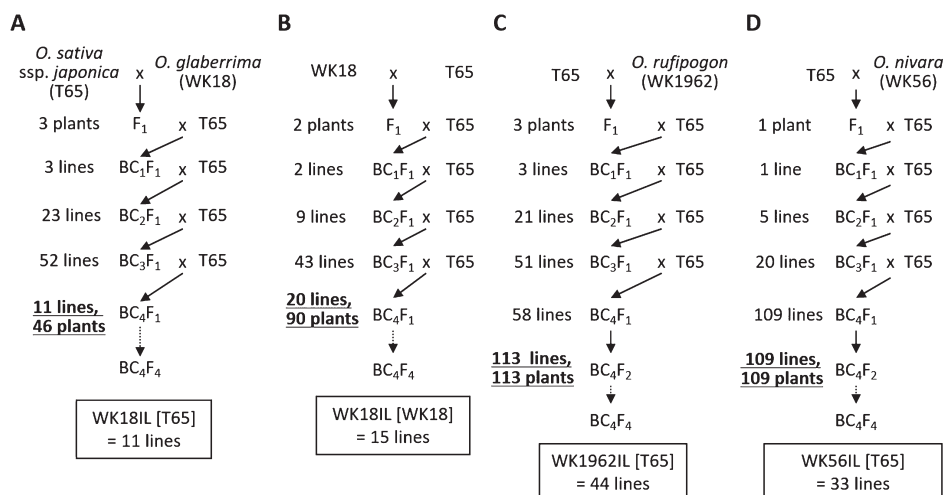 A
O. sativa
ssp. japonica
(T65)
x
O. glaberrima
(WK18)
3 plants F₁ x T65
3 lines BC₁F₁ x T65
23 lines BC₂F₁ x T65
52 lines BC₃F₁ x T65
11 lines,
46 plants
BC₄F₁
BC₄F₄
WK18IL [T65]
= 11 lines
B
WK18 x T65
2 plants F₁ x T65
2 lines BC₁F₁ x T65
9 lines BC₂F₁ x T65
43 lines BC₃F₁ x T65
20 lines,
90 plants
BC₄F₁
BC₄F₄
WK18IL [WK18]
= 15 lines
C
T65 x
O. rufipogon
(WK1962)
3 plants F₁ x T65
3 lines BC₁F₁ x T65
21 lines BC₂F₁ x T65
51 lines BC₃F₁ x T65
58 lines BC₄F₁
113 lines,
113 plants
BC₄F₂
BC₄F₄
WK1962IL [T65]
= 44 lines
D
T65 x
O. nivara
(WK56)
1 plant F₁ x T65
1 line BC₁F₁ x T65
5 lines BC₂F₁ x T65
20 lines BC₃F₁ x T65
109 lines BC₄F₁
109 lines,
109 plants
BC₄F₂
BC₄F₄
WK56IL [T65]
= 33 lines